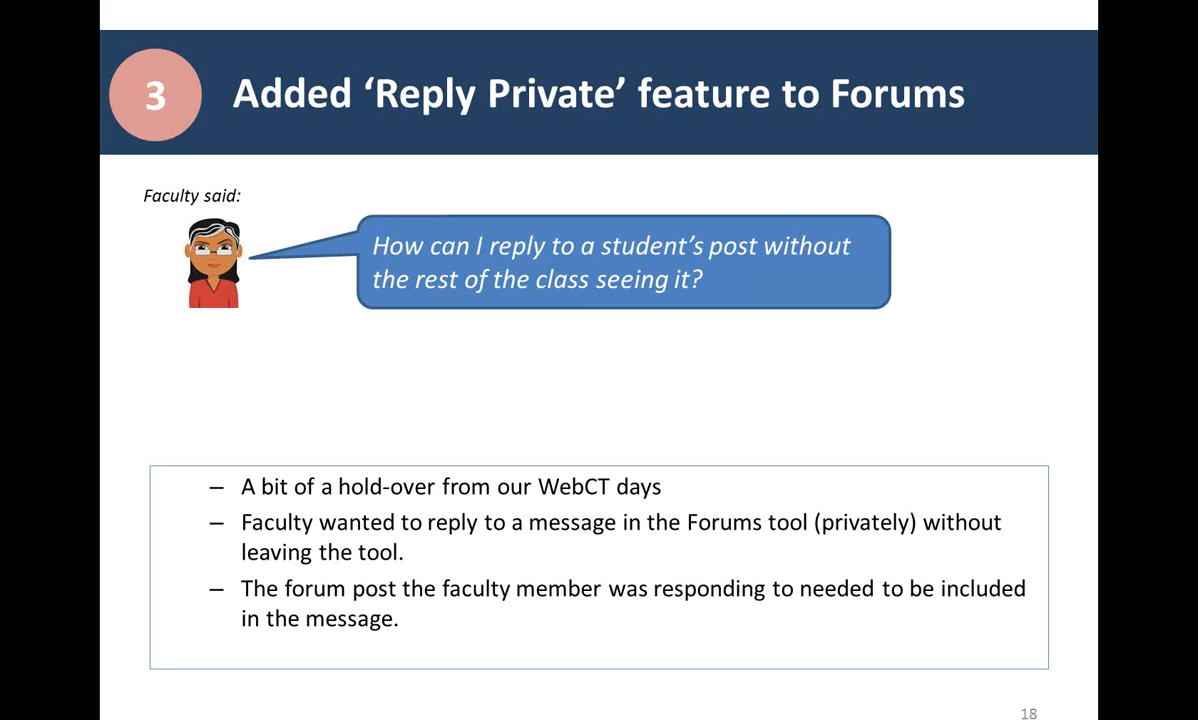 3
Added ‘Reply Private’ feature to Forums
Faculty said:
How can I reply to a student’s post without
the rest of the class seeing it?
– A bit of a hold-over from our WebCT days
– Faculty wanted to reply to a message in the Forums tool (privately) without
leaving the tool.
– The forum post the faculty member was responding to needed to be included
in the message.
18